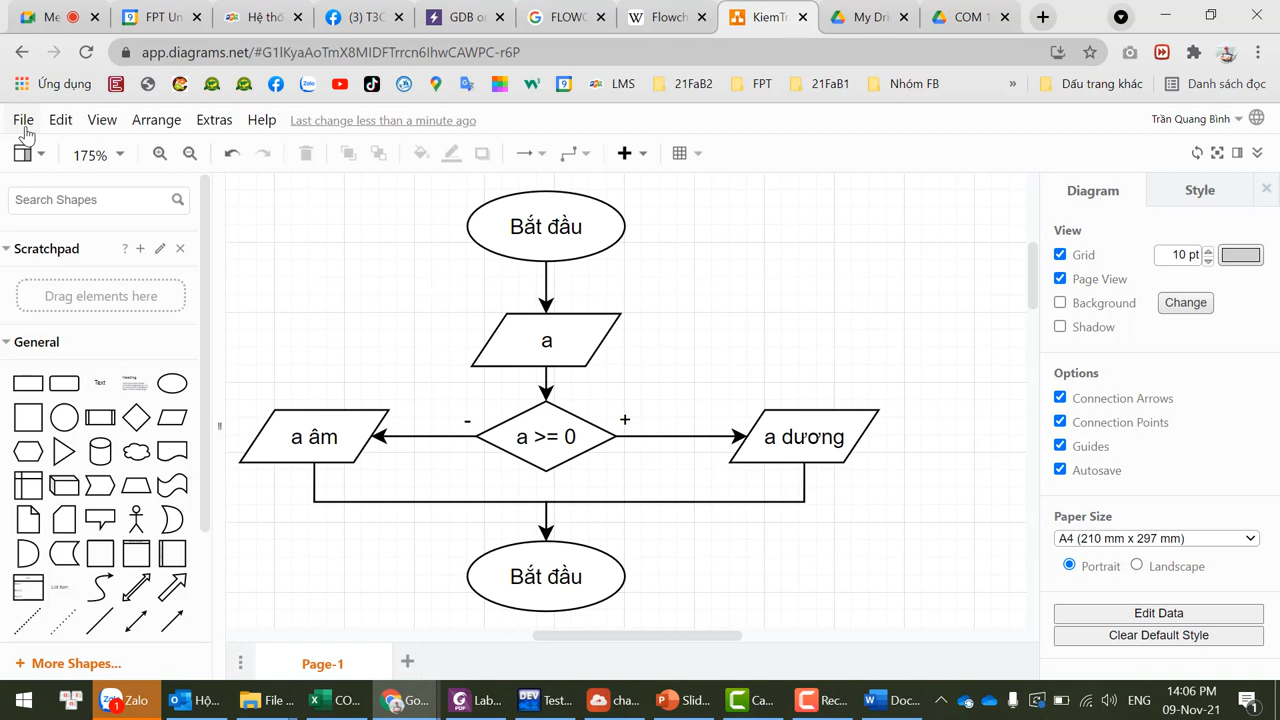 Me
FPT Un
Hệ thố
(3) T3C
GDB or
FLOWC
Flowch
KiemTr
My Dri
COM 1
app.diagrams.net/#G1lKyaAoTmX8MIDFTrrcn6IhwCAWPC-r6P
Ứng dụng
LMS
21FaB2
FPT
21FaB1
Nhóm FB
»
Dấu trang khác
Danh sách đọc
File
Edit
View
Arrange
Extras
Help
Last change less than a minute ago
Trần Quang Bình
175%
Search Shapes
Scratchpad
Drag elements here
General
Text
Heading
List Item
+ More Shapes...
Bắt đầu
a
a >= 0
-
+
a âm
a dương
Bắt đầu
Page-1
Diagram
Style
View
Grid
10 pt
Page View
Background
Change
Shadow
Options
Connection Arrows
Connection Points
Guides
Autosave
Paper Size
A4 (210 mm x 297 mm)
Portrait
Landscape
Edit Data
Clear Default Style
Zalo
1
Hộ...
File ...
CO...
Go...
Lab...
DEV
Test...
cha...
Slid...
Ca...
Rec...
Doc...
ENG
14:06 PM
09-Nov-21